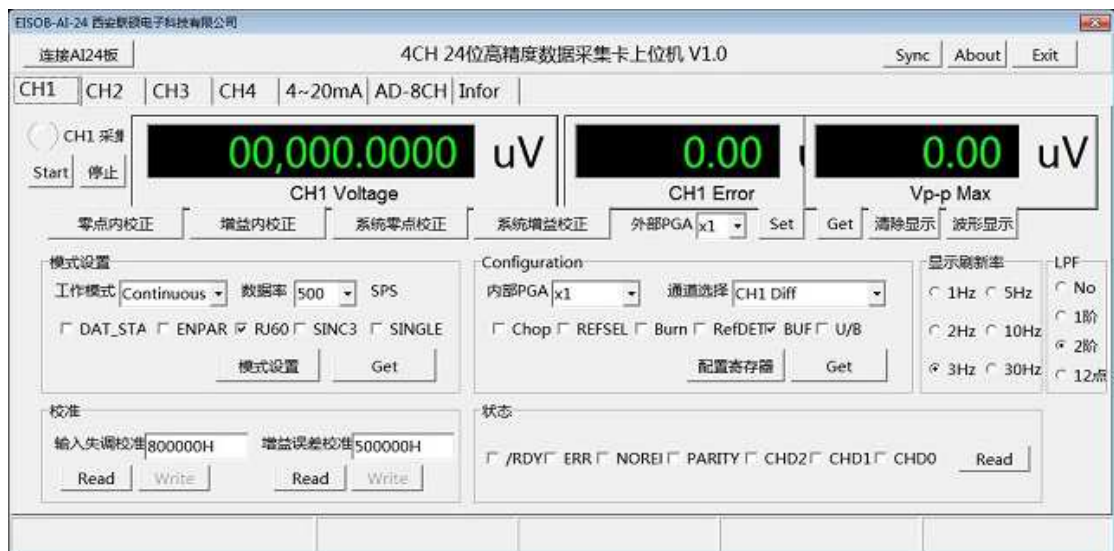 EISOB-AI-24 西安联硕电子科技有限公司
连接AI24板 4CH 24位高精度数据采集卡上位机 V1.0 Sync About Exit
CH1 CH2 CH3 CH4 4~20mA AD-8CH Infor
CH1 采集
Start 停止
00,000.0000 uV
CH1 Voltage
0.00
CH1 Error
0.00 uV
Vp-p Max
零点内校正 增益内校正 系统零点校正 系统增益校正 外部PGA x1 Set Get 清除显示 波形显示
模式设置
工作模式 Continuous 数据率 500 SPS
DAT_STA ENPAR RJ60 SINC3 SINGLE
模式设置 Get
Configuration
内部PGA x1 通道选择 CH1 Diff
Chop REFSEL Burn RefDET BUF U/B
配置寄存器 Get
显示刷新率
1Hz 5Hz
2Hz 10Hz
3Hz 30Hz
LPF
No
1阶
2阶
12点
校准
输入失调校准 800000H 增益误差校准 500000H
Read Write Read Write
状态
/RDY ERR NOREI PARITY CHD2 CHD1 CHD0 Read